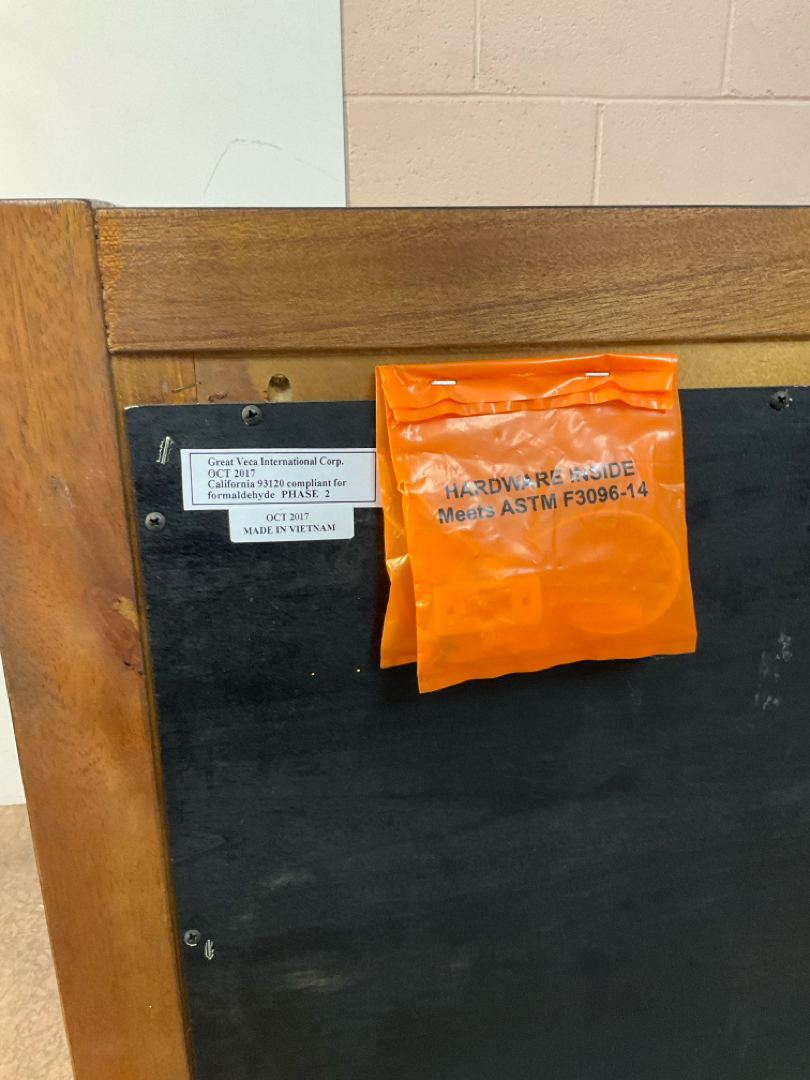 Great Veca International Corp.
OCT 2017
California 93120 compliant for
formaldehyde PHASE 2
OCT 2017
MADE IN VIETNAM
HARDWARE INSIDE
Meets ASTM F3096-14